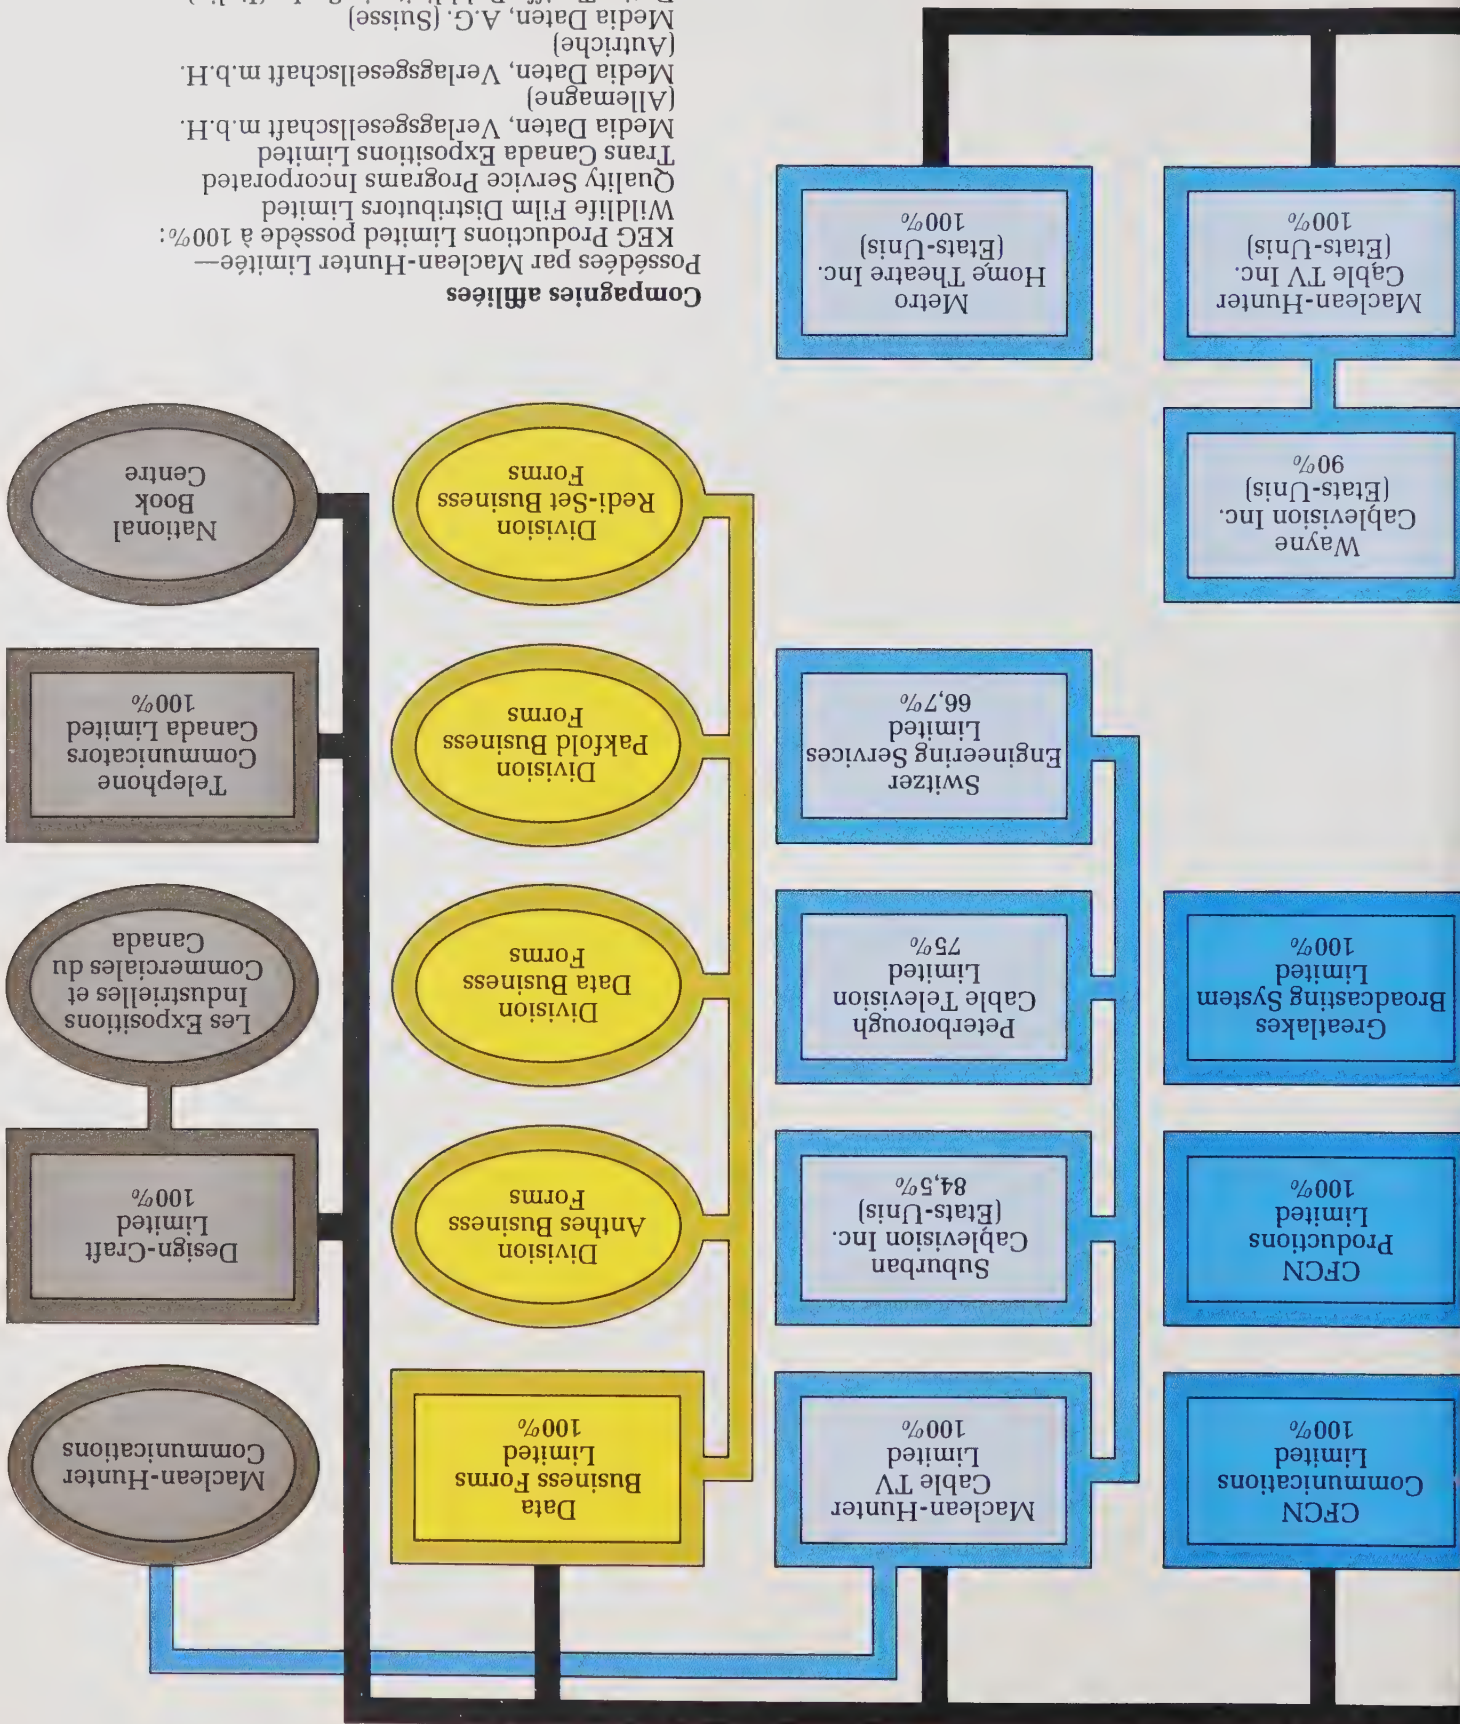 CFCN
Communications
Limited
100%
Maclean-Hunter
Cable TV
Limited
100%
Data
Business Forms
Limited
100%
Maclean-Hunter
Communications
CFCN
Productions
Limited
100%
Suburban
Cablevision Inc.
(Etats-Unis)
84,5%
Division
Anthes Business
Forms
Design-Craft
Limited
100%
Greatlakes
Broadcasting System
Limited
100%
Peterborough
Cable Television
Limited
75%
Division
Data Business
Forms
Les Expositions
Industrielles et
Commerciales du
Canada
Switzer
Engineering Services
Limited
66,7%
Division
Pakfold Business
Forms
Telephone
Communicators
Canada Limited
100%
Wayne
Cablevision Inc.
(Etats-Unis)
90%
Division
Redi-Set Business
Forms
National
Book
Centre
Maclean-Hunter
Cable TV Inc.
(Etats-Unis)
100%
Metro
Home Theatre Inc.
(Etats-Unis)
100%
Compagnies affiliées
Possédées par Maclean-Hunter Limitée—
KEG Productions Limited possède à 100%:
Wildlife Film Distributors Limited
Quality Service Programs Incorporated
Trans Canada Expositions Limited
Media Daten, Verlagsgesellschaft m.b.H.
(Allemagne)
Media Daten, Verlagsgesellschaft m.b.H.
(Autriche)
Media Daten, A.G. (Suisse)